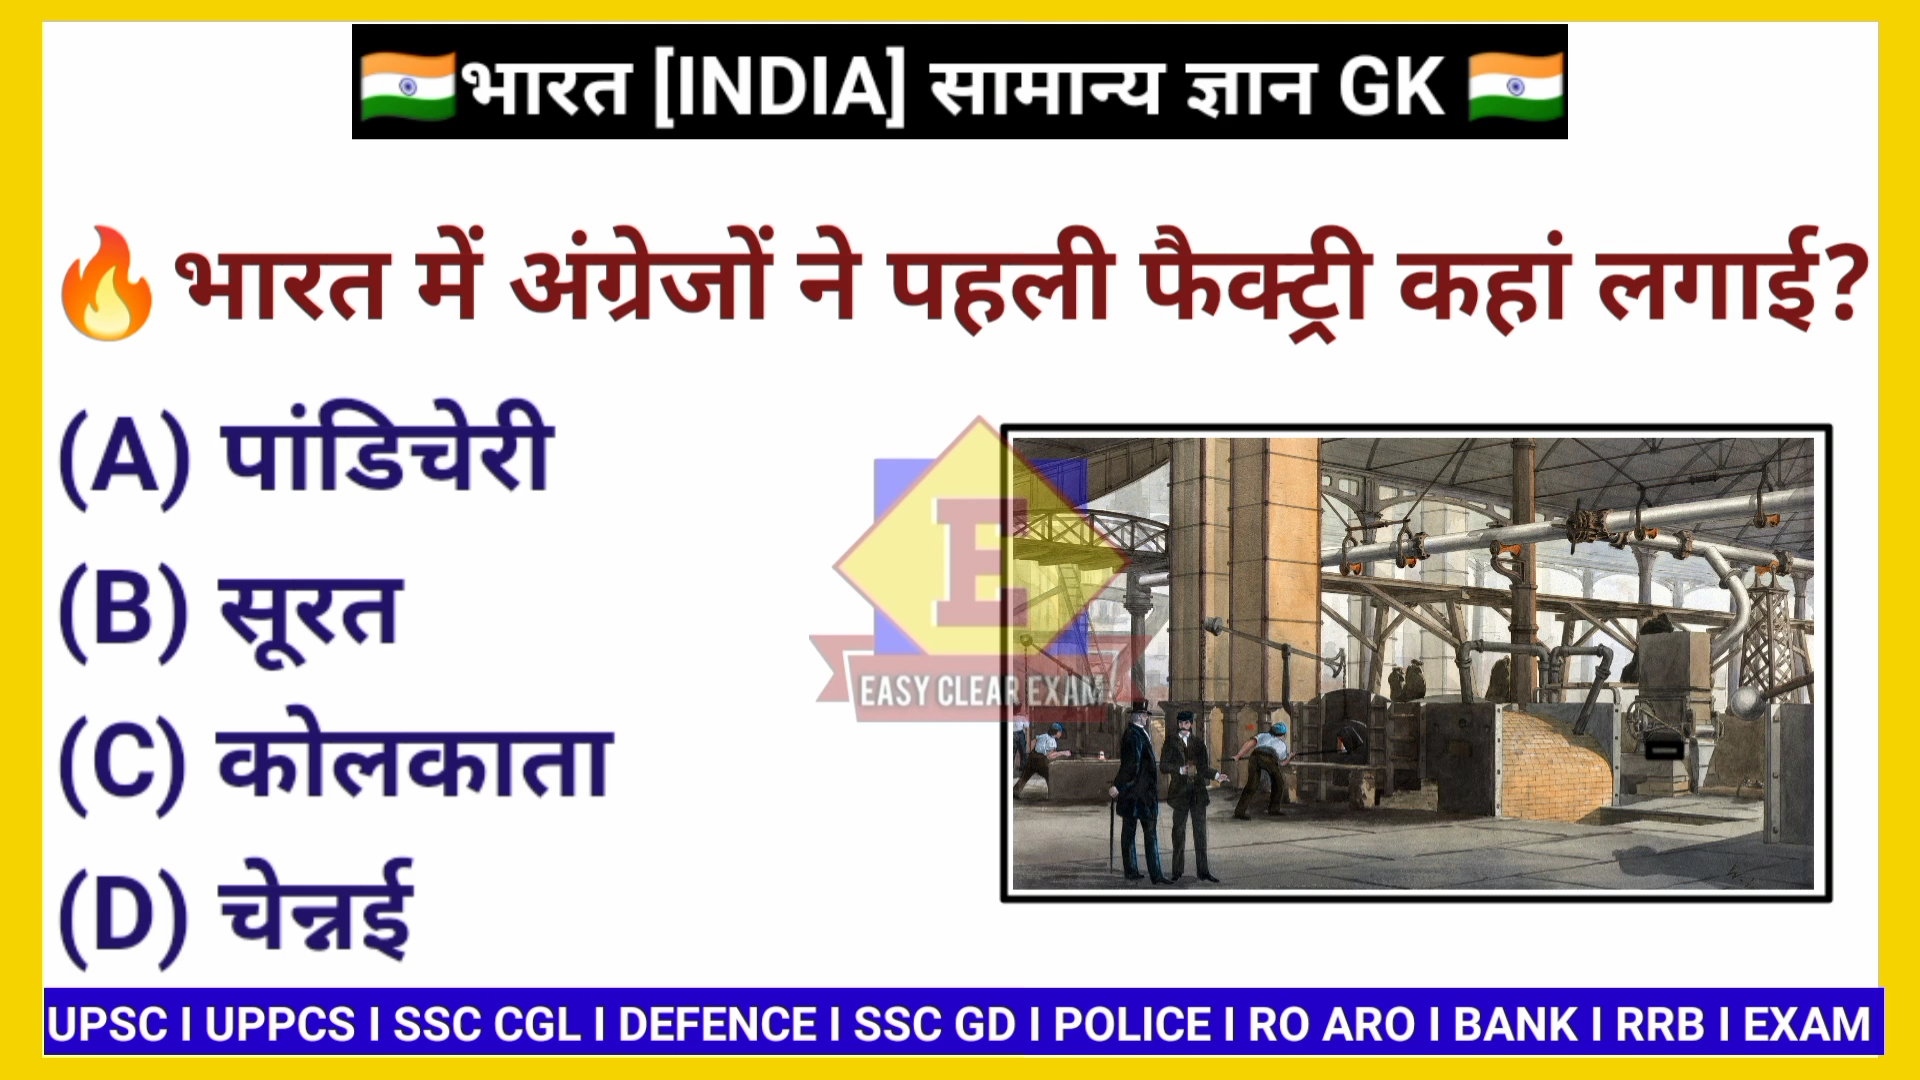 🇮🇳भारत [INDIA] सामान्य ज्ञान GK 🇮🇳
🔥भारत में अंग्रेजों ने पहली फैक्ट्री कहां लगाई?
(A) पांडिचेरी
(B) सूरत
(C) कोलकाता
(D) चेन्नई
E
EASY CLEAR EXAM
UPSC I UPPCS I SSC CGL I DEFENCE I SSC GD I POLICE I RO ARO I BANK I RRB I EXAM